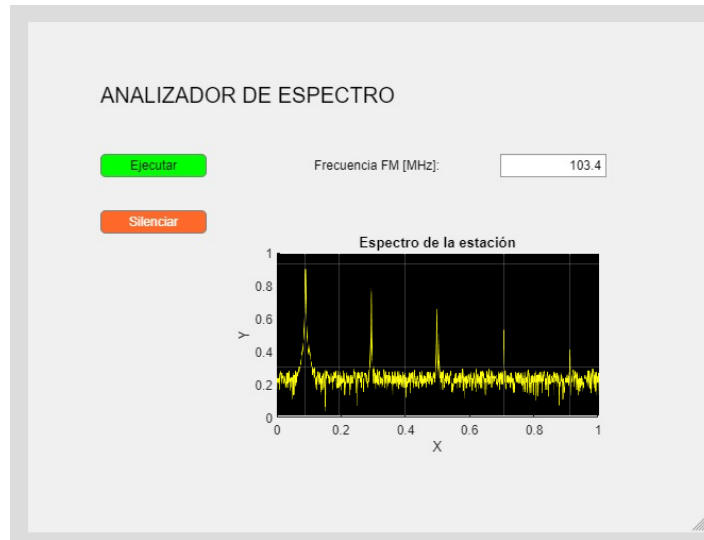 ANALIZADOR DE ESPECTRO
Ejecutar
Frecuencia FM [MHz]:
103.4
Silenciar
Espectro de la estación
1
0.8
0.6
0.4
0.2
0
Y
0
0.2
0.4
0.6
0.8
1
X